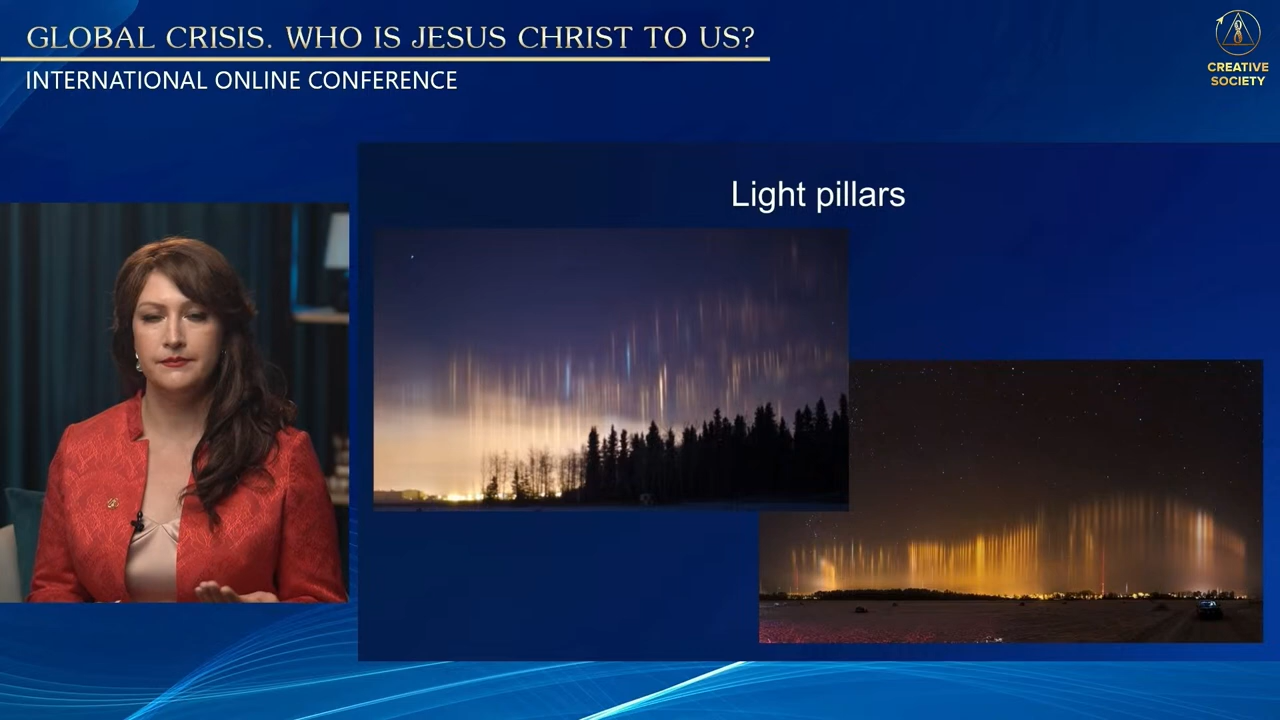 GLOBAL CRISIS. WHO IS JESUS CHRIST TO US?
INTERNATIONAL ONLINE CONFERENCE
CREATIVE
SOCIETY
Light pillars